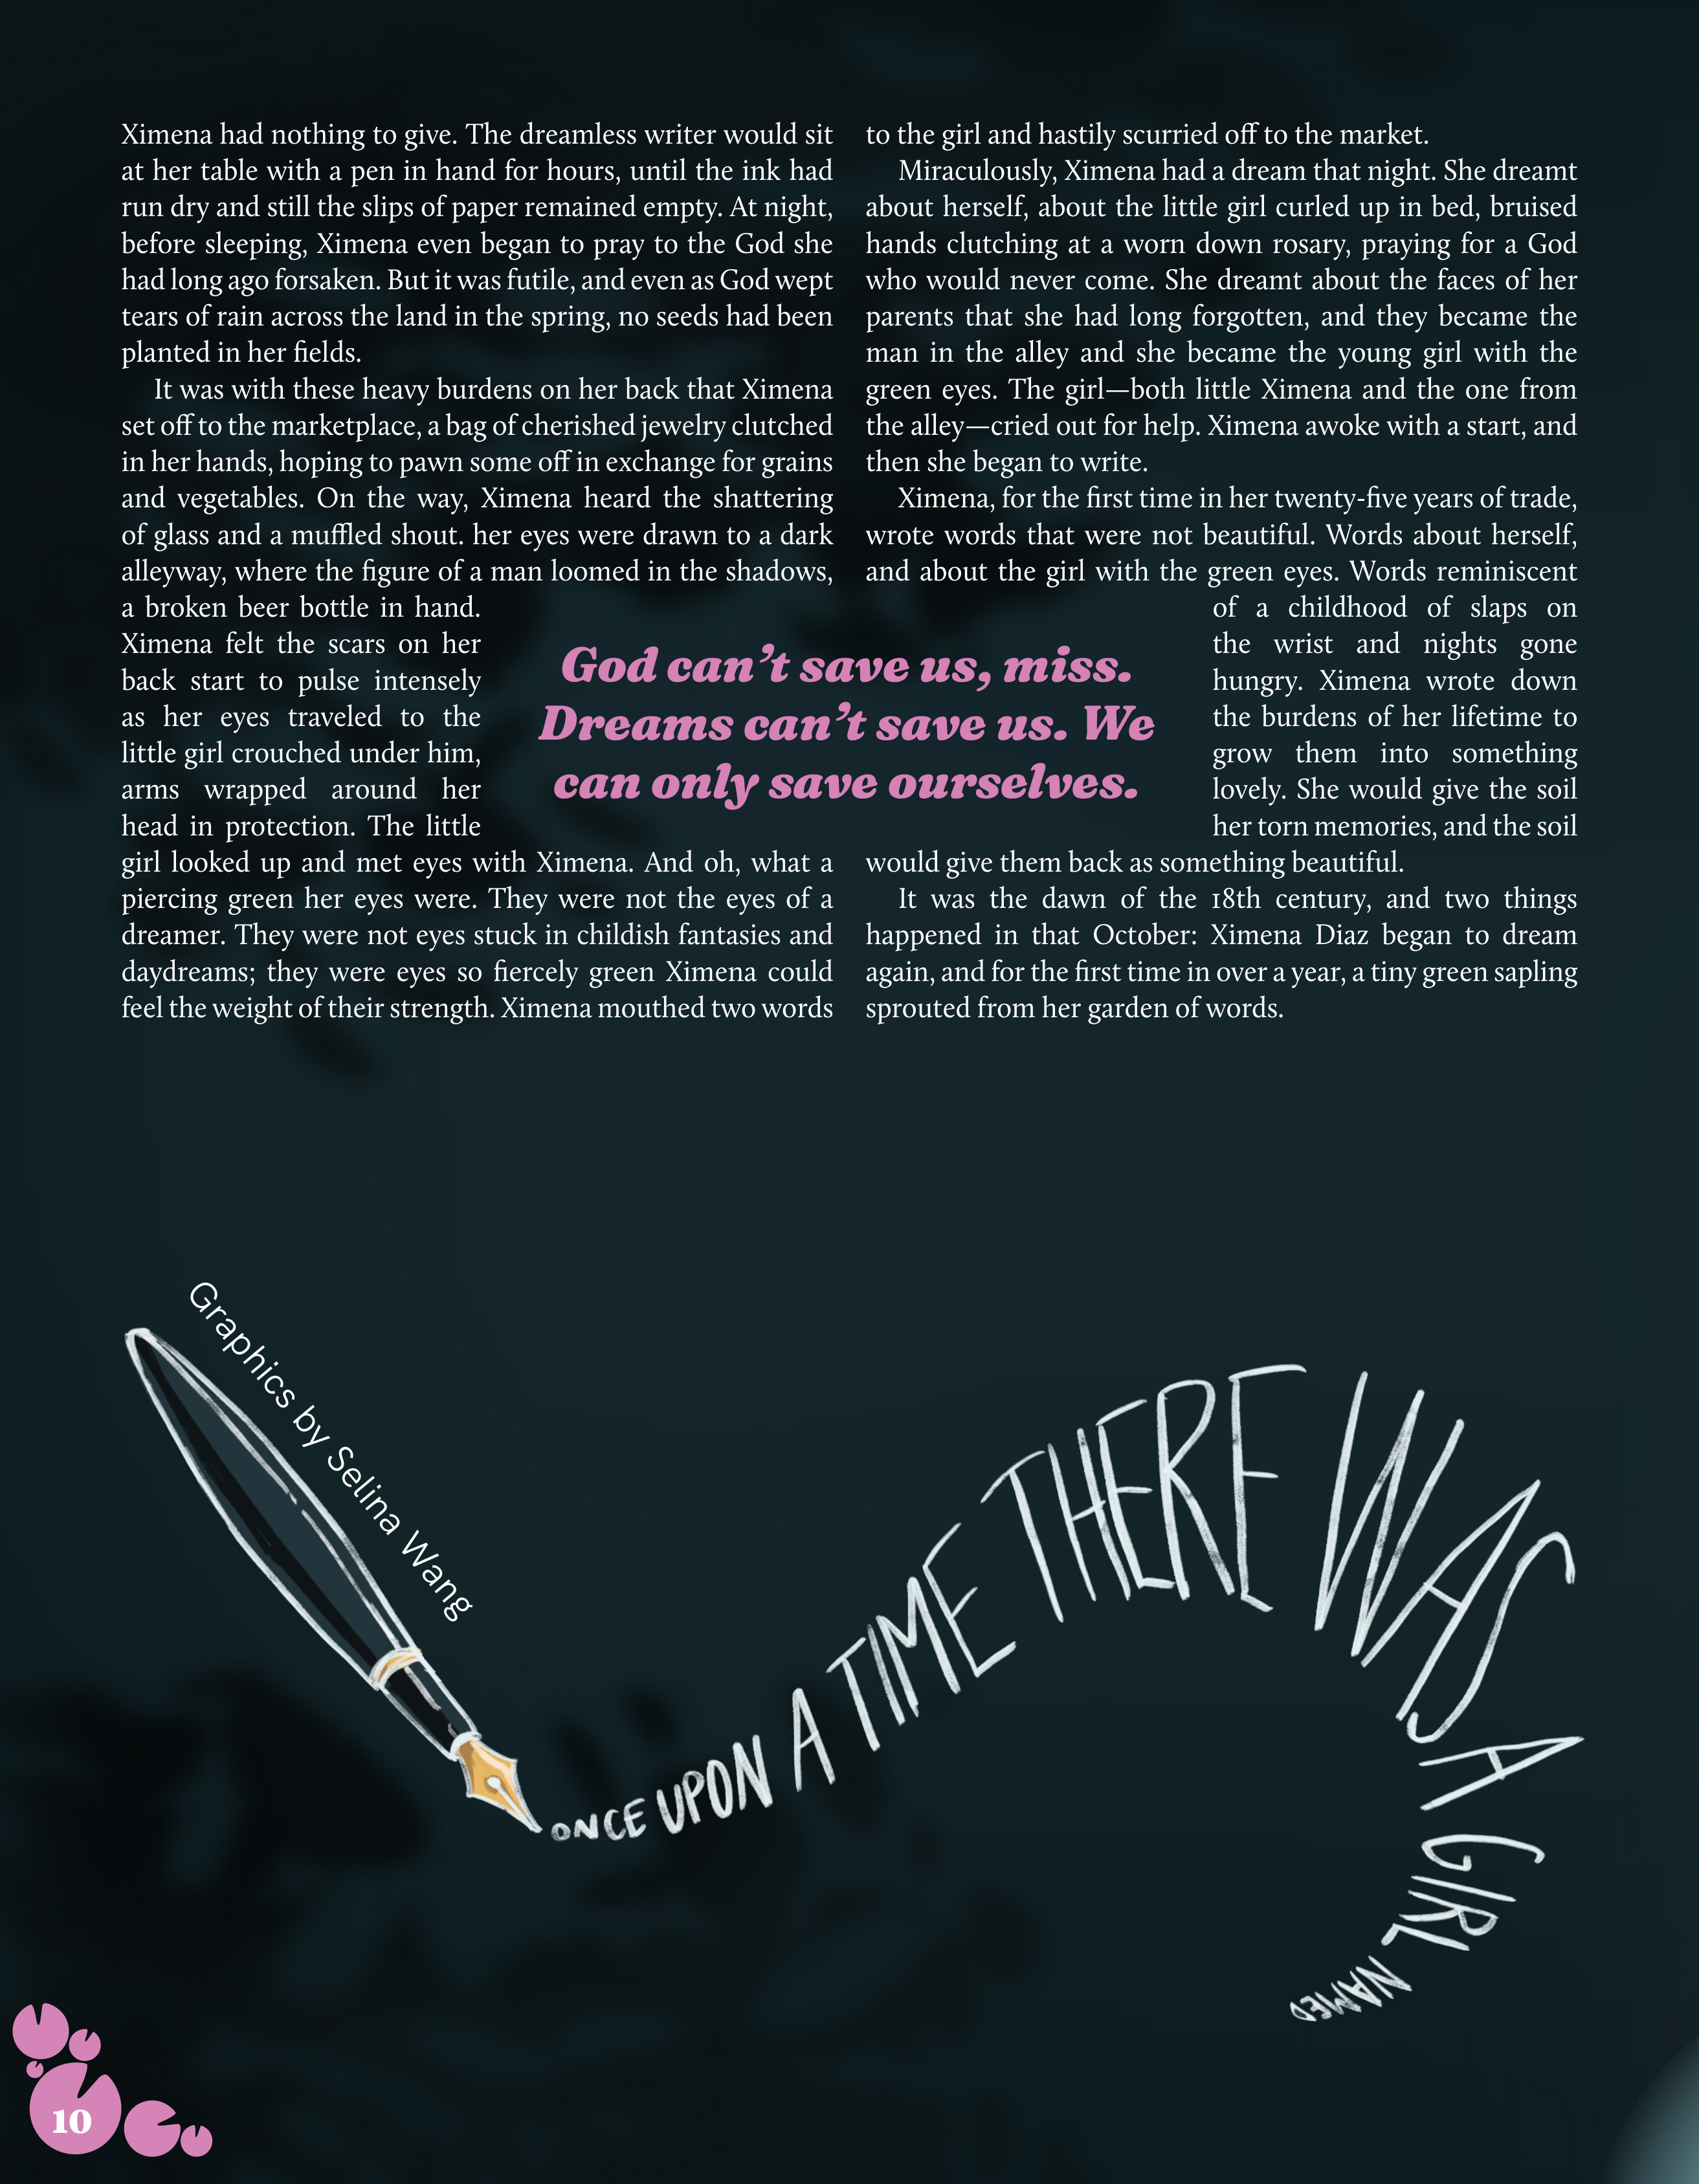 Ximena had nothing to give. The dreamless writer would sit
at her table with a pen in hand for hours, until the ink had
run dry and still the slips of paper remained empty. At night,
before sleeping, Ximena even began to pray to the God she
had long ago forsaken. But it was futile, and even as God wept
tears of rain across the land in the spring, no seeds had been
planted in her fields.
It was with these heavy burdens on her back that Ximena
set off to the marketplace, a bag of cherished jewelry clutched
in her hands, hoping to pawn some off in exchange for grains
and vegetables. On the way, Ximena heard the shattering
of glass and a muffled shout. her eyes were drawn to a dark
alleyway, where the figure of a man loomed in the shadows,
a broken beer bottle in hand.
Ximena felt the scars on her
back start to pulse intensely
as her eyes traveled to the
little girl crouched under him,
arms wrapped around her
head in protection. The little
girl looked up and met eyes with Ximena. And oh, what a
piercing green her eyes were. They were not the eyes of a
dreamer. They were not eyes stuck in childish fantasies and
daydreams; they were eyes so fiercely green Ximena could
feel the weight of their strength. Ximena mouthed two words
to the girl and hastily scurried off to the market.
Miraculously, Ximena had a dream that night. She dreamt
about herself, about the little girl curled up in bed, bruised
hands clutching at a worn down rosary, praying for a God
who would never come. She dreamt about the faces of her
parents that she had long forgotten, and they became the
man in the alley and she became the young girl with the
green eyes. The girl—both little Ximena and the one from
the alley—cried out for help. Ximena awoke with a start, and
then she began to write.
Ximena, for the first time in her twenty-five years of trade,
wrote words that were not beautiful. Words about herself,
and about the girl with the green eyes. Words reminiscent
of a childhood of slaps on
the wrist and nights gone
hungry. Ximena wrote down
the burdens of her lifetime to
grow them into something
lovely. She would give the soil
her torn memories, and the soil
would give them back as something beautiful.
It was the dawn of the 18th century, and two things
happened in that October: Ximena Diaz began to dream
again, and for the first time in over a year, a tiny green sapling
sprouted from her garden of words.
God can't save us, miss.
Dreams can't save us. We
can only save ourselves.
Graphics by Selina Wang
ONCE UPON A TIME THERE WAS A GIRL NAMED
10